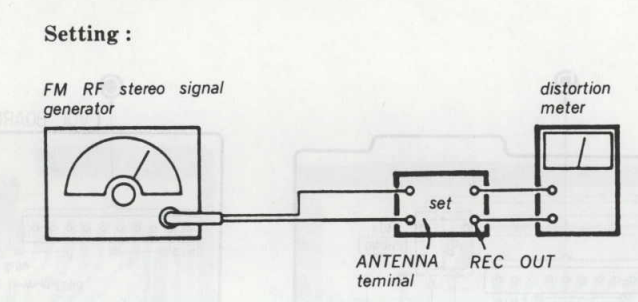 Setting :
FM RF stereo signal
generator
distortion
meter
set
ANTENNA
teminal
REC OUT